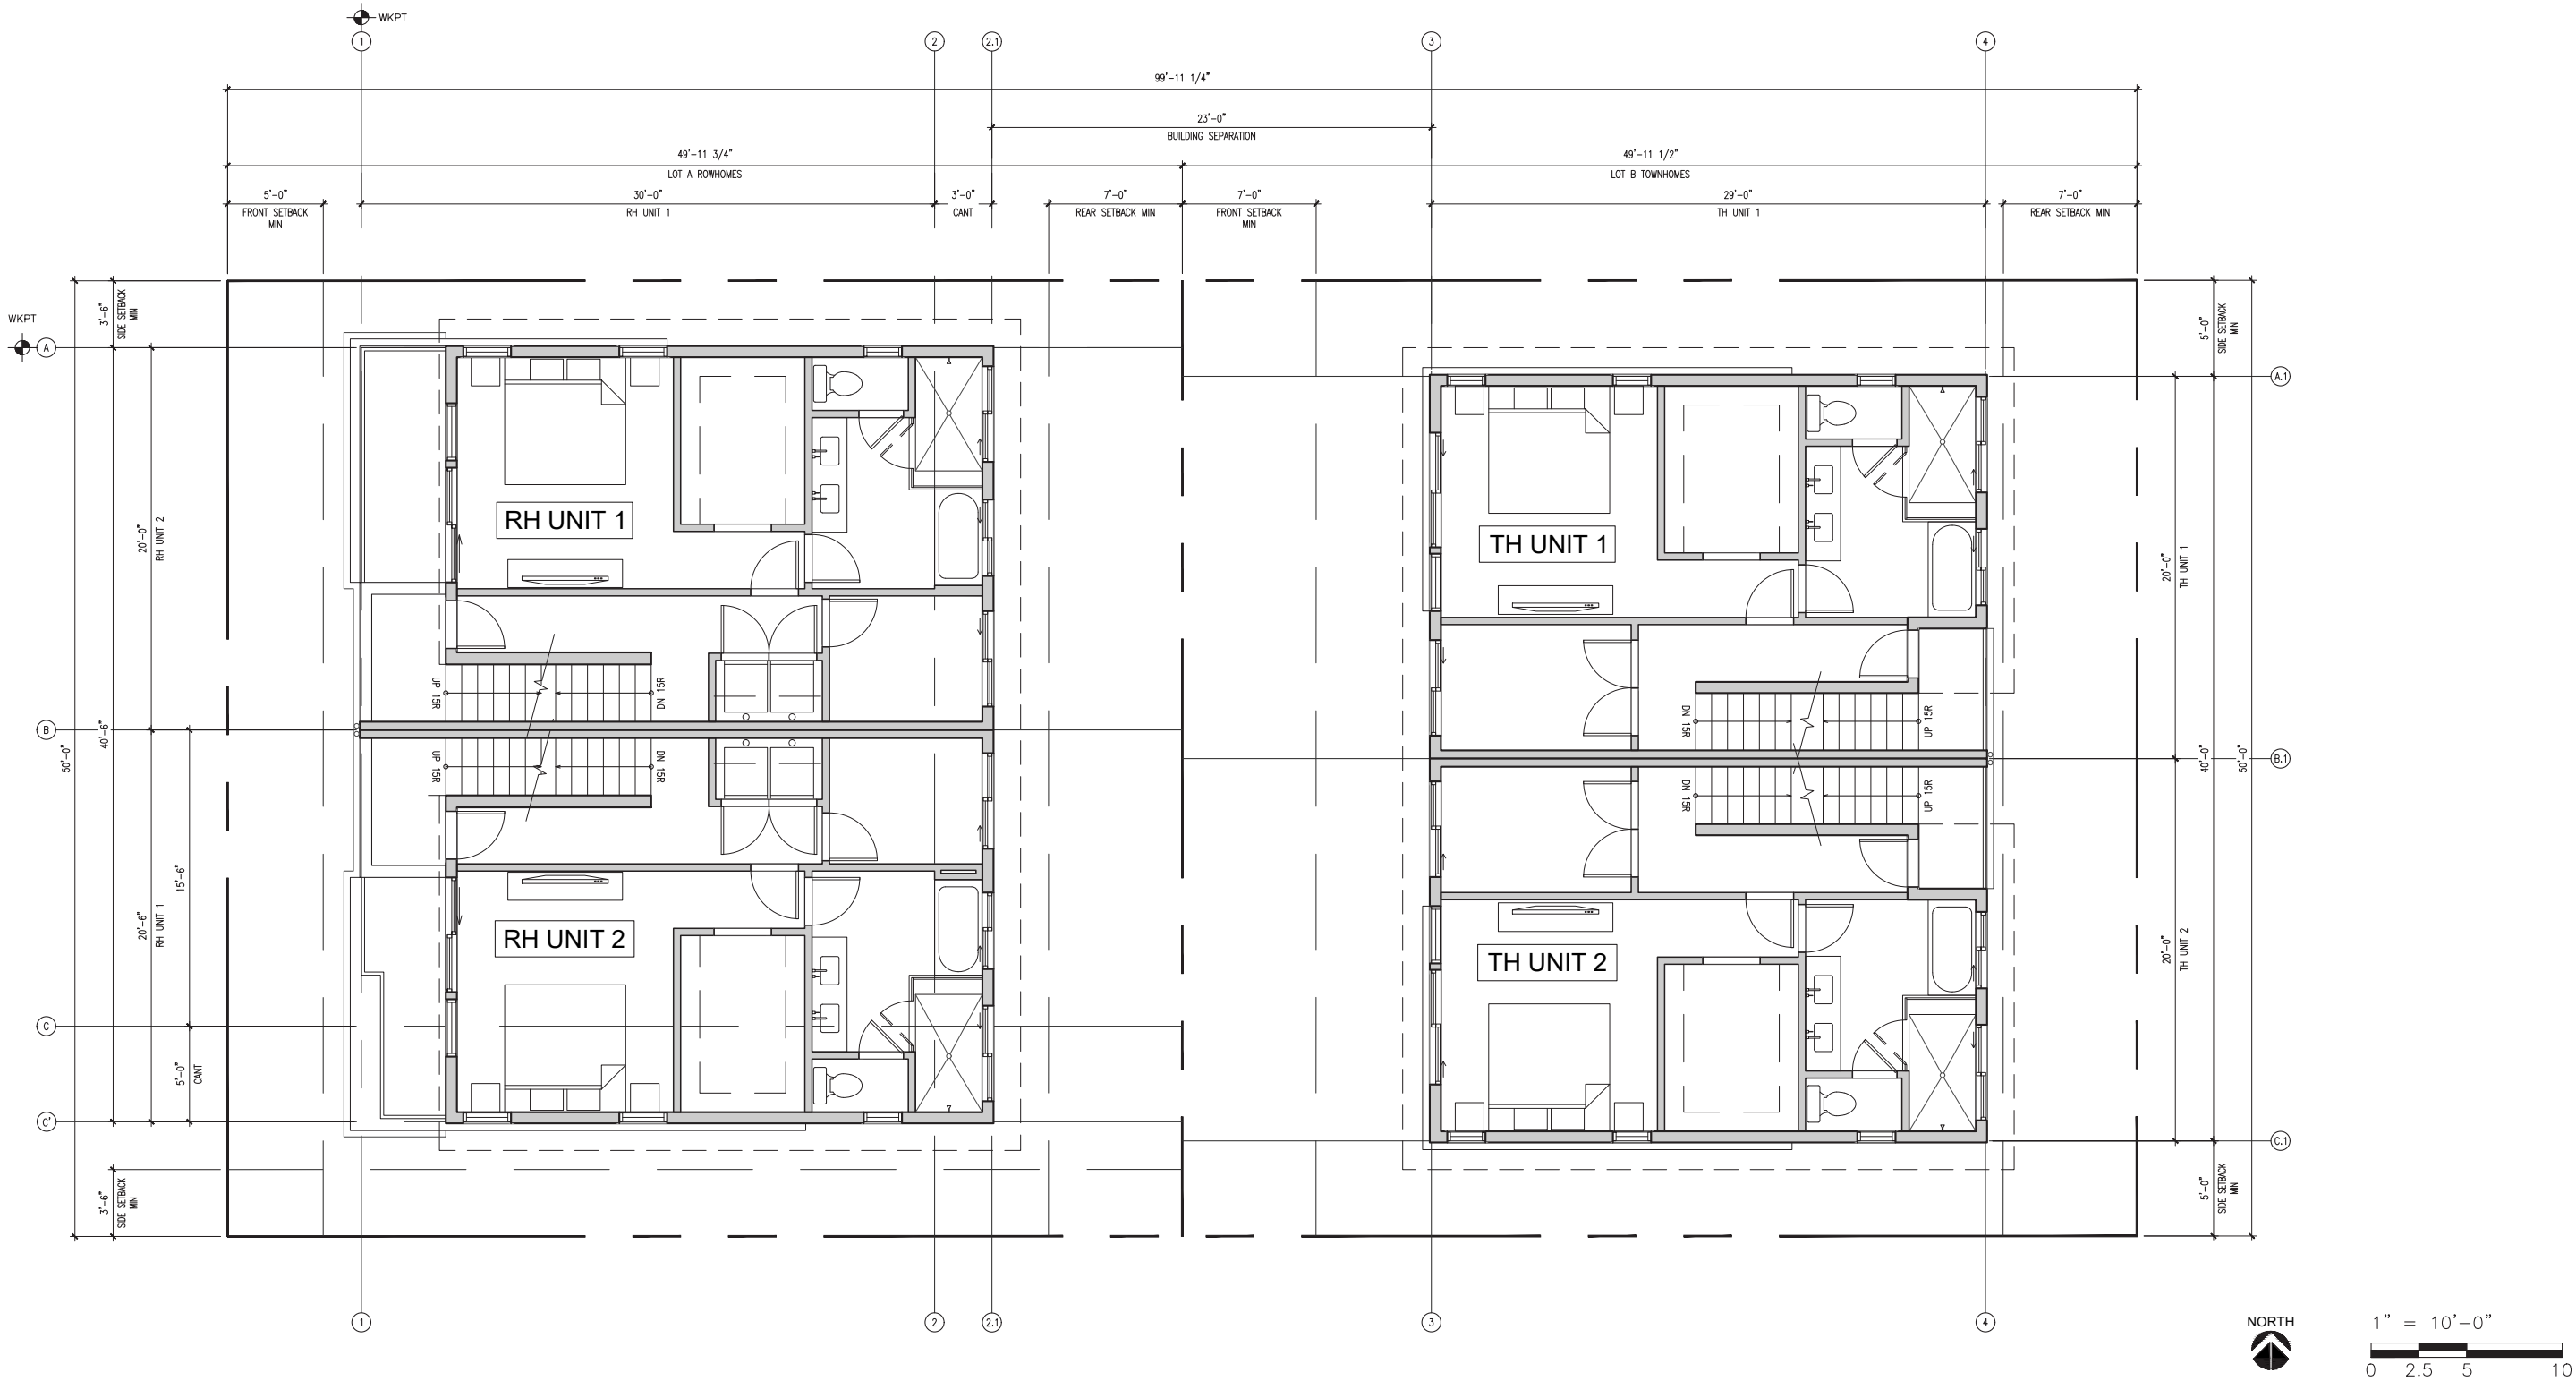 WKPT
1
2
2.1
3
4
99'-11 1/4"
23'-0"
BUILDING SEPARATION
49'-11 3/4"
LOT A ROWHOMES
49'-11 1/2"
LOT B TOWNHOMES
5'-0"
FRONT SETBACK
MIN
30'-0"
RH UNIT 1
3'-0"
CANT
7'-0"
REAR SETBACK MIN
7'-0"
FRONT SETBACK
MIN
29'-0"
TH UNIT 1
7'-0"
REAR SETBACK MIN
3'-6"
SIDE SETBACK
MIN
WKPT
A
5'-0"
SIDE SETBACK
MIN
A.1
20'-0"
RH UNIT 2
RH UNIT 1
TH UNIT 1
20'-0"
TH UNIT 1
UP 15R
DN 15R
DN 15R
UP 15R
B
50'-0"
40'-6"
40'-0"
50'-0"
B.1
UP 15R
DN 15R
DN 15R
UP 15R
15'-6"
20'-6"
RH UNIT 1
RH UNIT 2
TH UNIT 2
20'-0"
TH UNIT 2
C
5'-0"
CANT
C'
C.1
3'-6"
SIDE SETBACK
MIN
5'-0"
SIDE SETBACK
MIN
1
2
2.1
3
4
NORTH
1" = 10'-0"
0 2.5 5 10